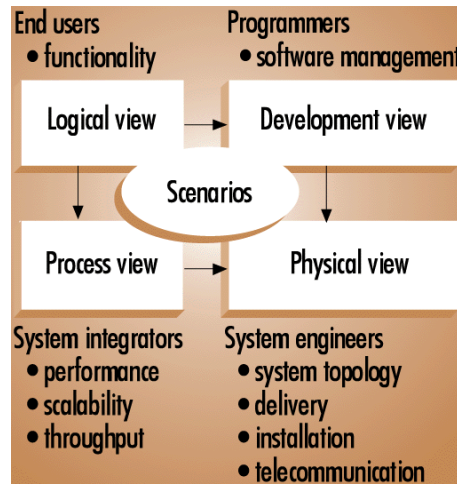 End users
• functionality
Programmers
• software management
Logical view
Development view
Scenarios
Process view
Physical view
System integrators
• performance
• scalability
• throughput
System engineers
• system topology
• delivery
• installation
• telecommunication